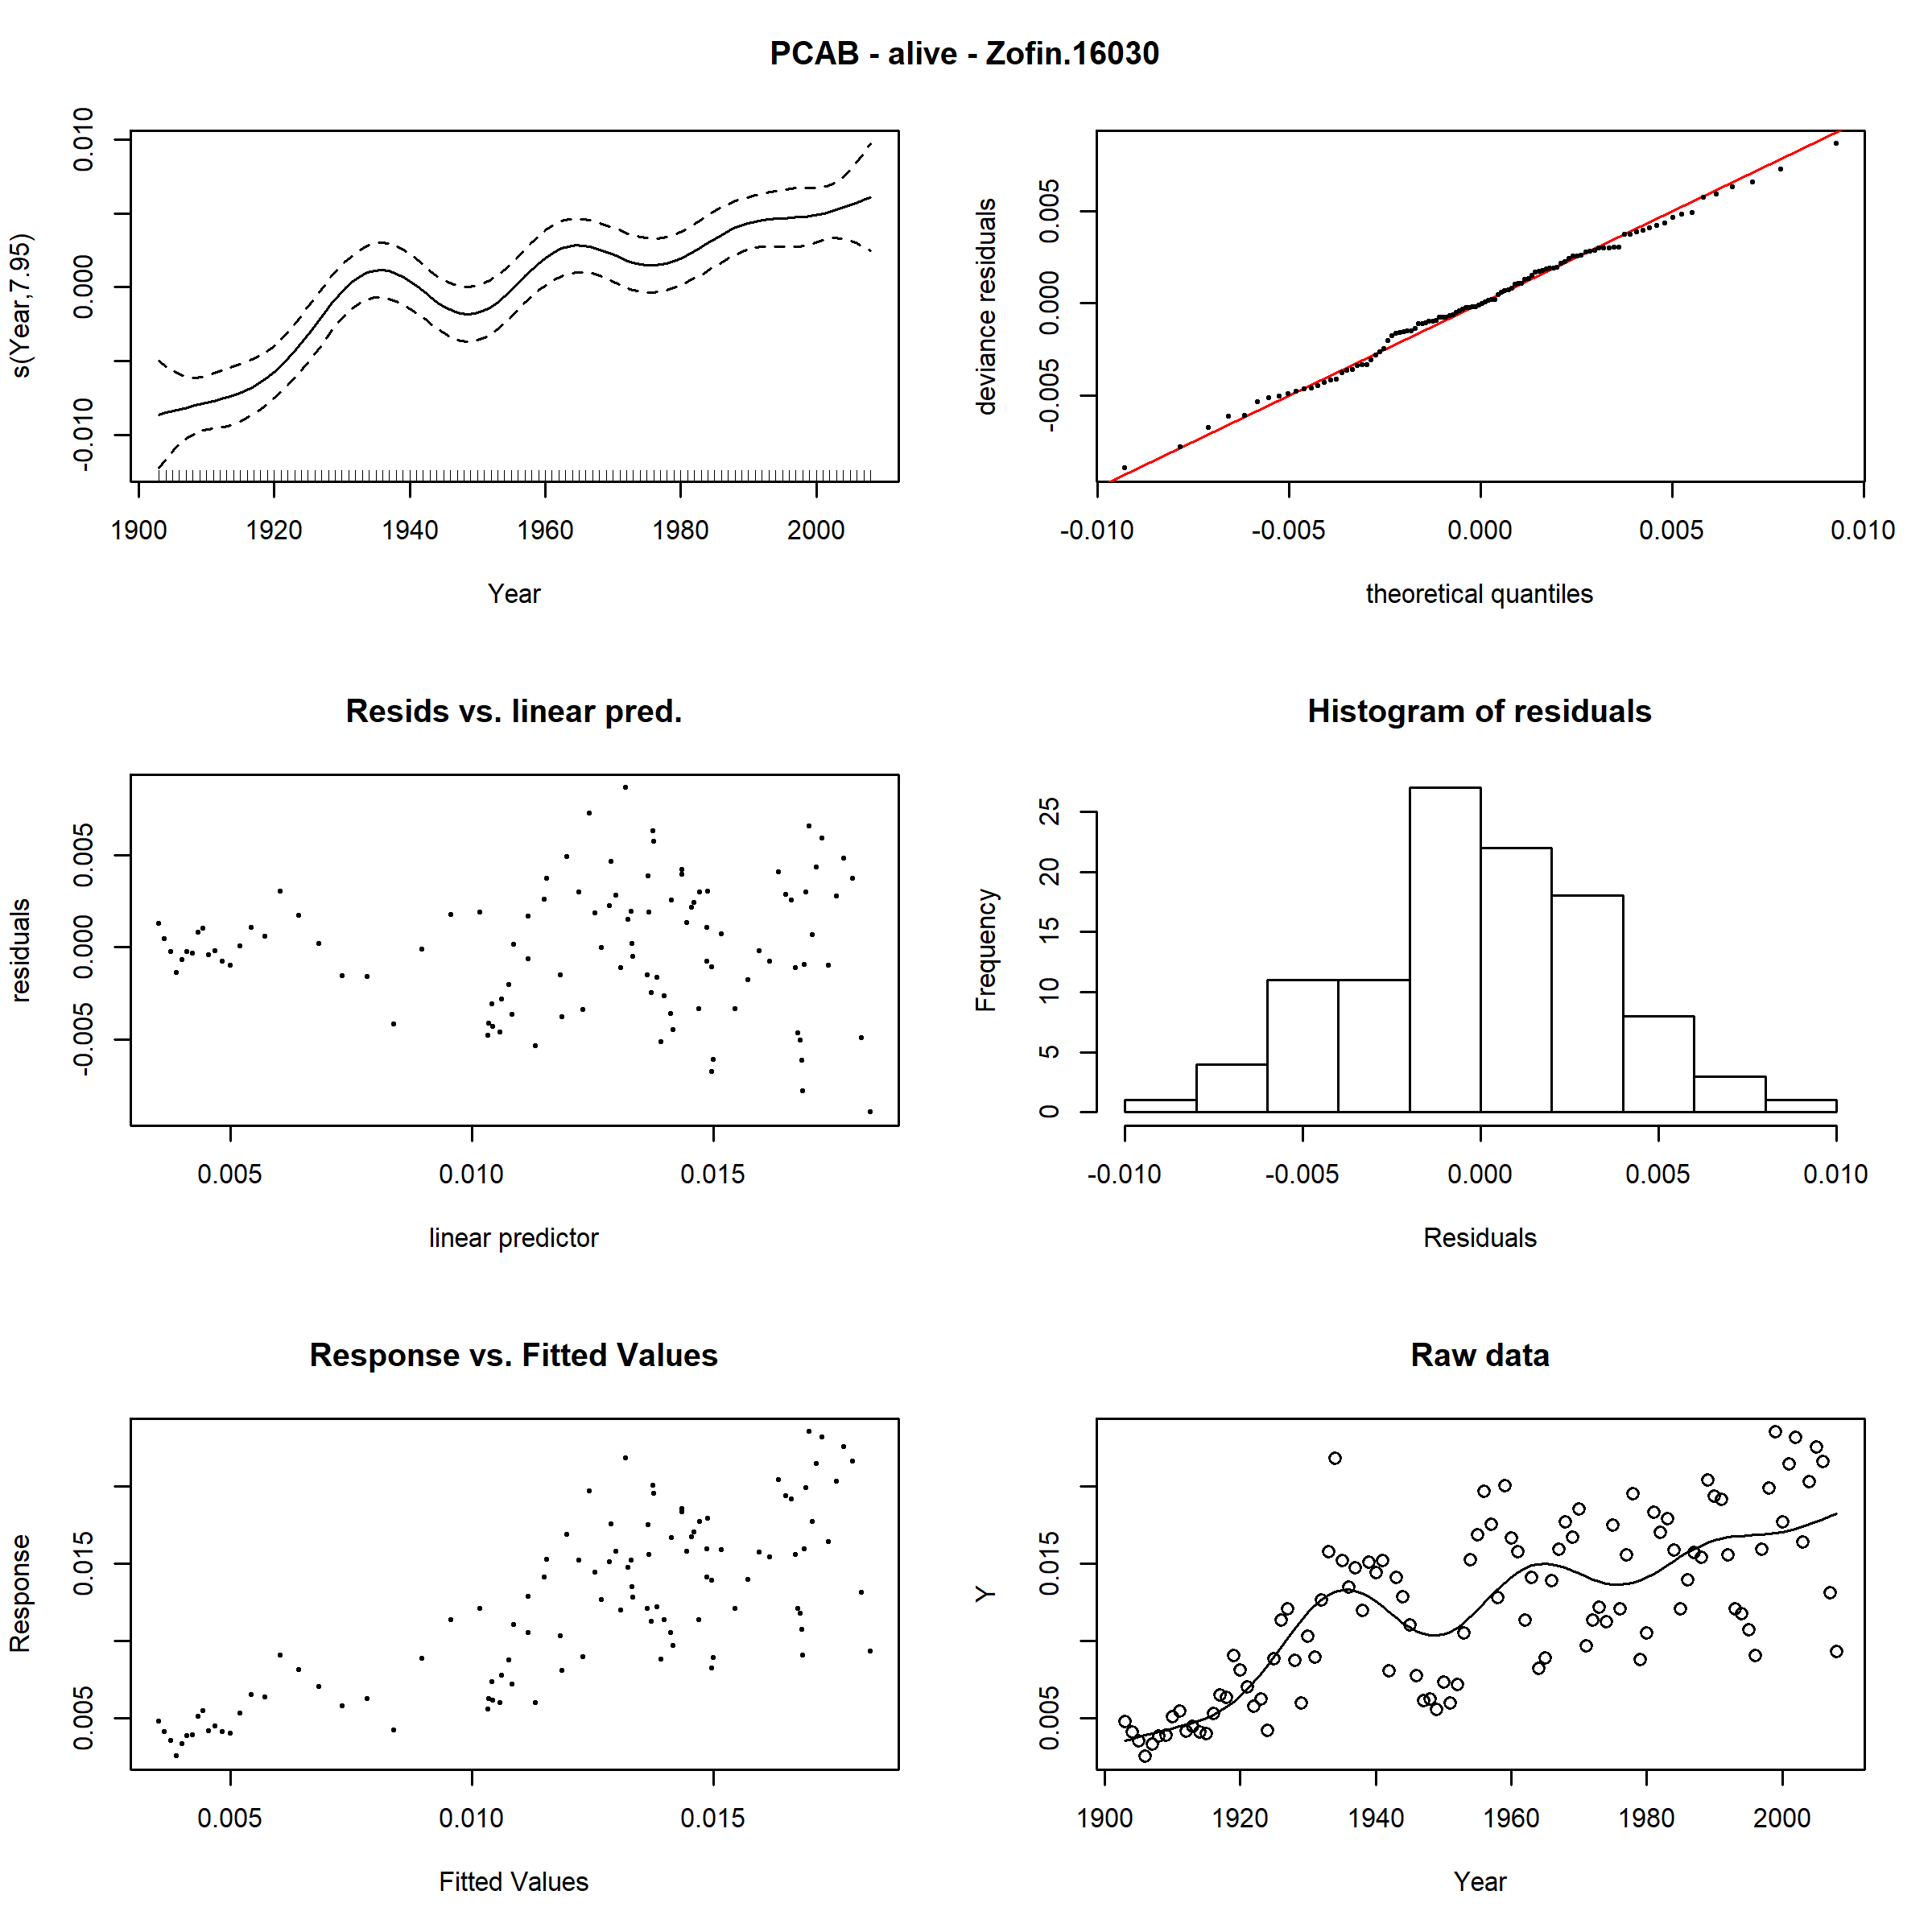 PCAB - alive - Zofin.16030
s(Year,7.95)
0.010
0.000
-0.010
1900 1920 1940 1960 1980 2000
Year
deviance residuals
0.005
0.000
-0.005
-0.010 -0.005 0.000 0.005 0.010
theoretical quantiles
Resids vs. linear pred.
residuals
0.005
0.000
-0.005
0.005 0.010 0.015
linear predictor
Histogram of residuals
Frequency
25
20
15
10
5
0
-0.010 -0.005 0.000 0.005 0.010
Residuals
Response vs. Fitted Values
Response
0.015
0.005
0.005 0.010 0.015
Fitted Values
Raw data
Y
0.015
0.005
1900 1920 1940 1960 1980 2000
Year